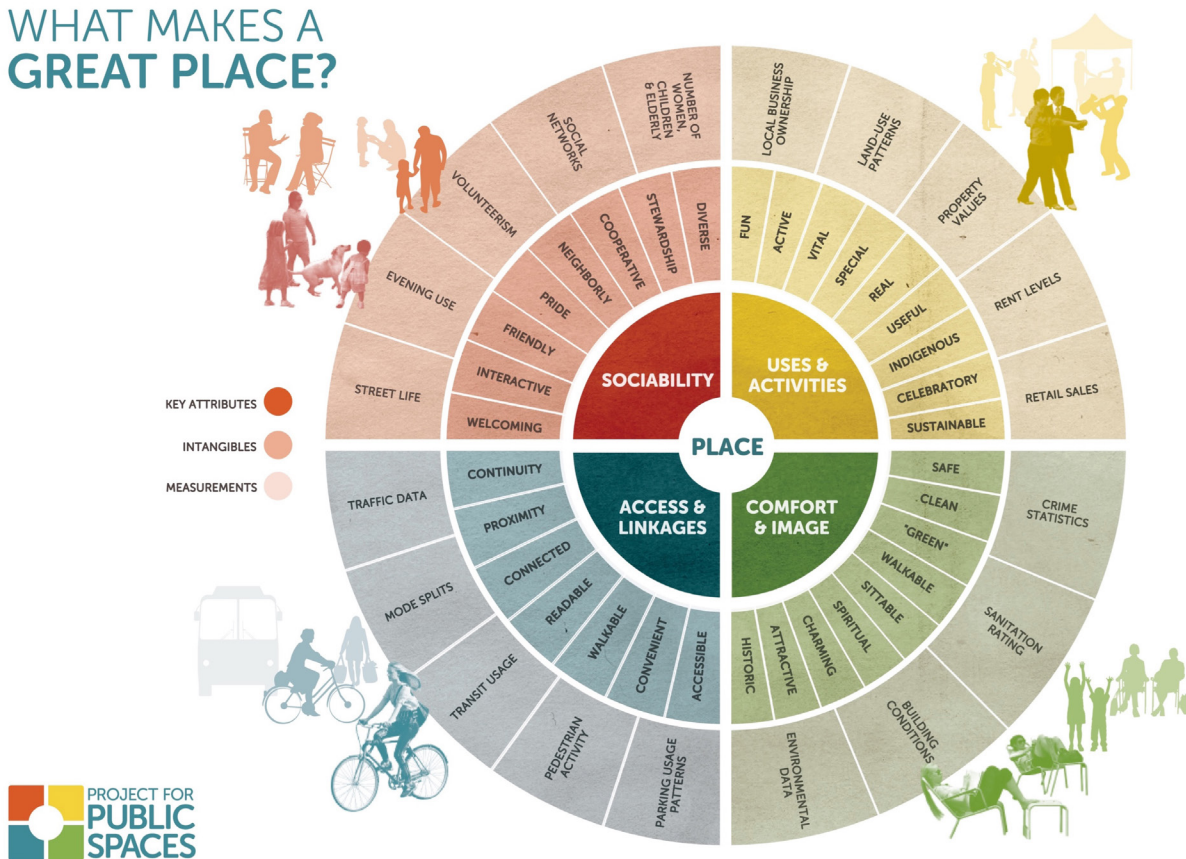 WHAT MAKES A
GREAT PLACE?
NUMBER OF
WOMEN,
CHILDREN
& ELDERLY
SOCIAL
NETWORKS
VOLUNTEERISM
EVENING USE
STREET LIFE
DIVERSE
STEWARDSHIP
COOPERATIVE
NEIGHBORLY
PRIDE
FRIENDLY
INTERACTIVE
WELCOMING
SOCIABILITY
LOCAL BUSINESS
OWNERSHIP
LAND-USE
PATTERNS
PROPERTY
VALUES
RENT LEVELS
RETAIL SALES
FUN
ACTIVE
VITAL
SPECIAL
REAL
USEFUL
INDIGENOUS
CELEBRATORY
SUSTAINABLE
USES &
ACTIVITIES
PLACE
KEY ATTRIBUTES
INTANGIBLES
MEASUREMENTS
ACCESS &
LINKAGES
CONTINUITY
PROXIMITY
CONNECTED
READABLE
WALKABLE
CONVENIENT
ACCESSIBLE
TRAFFIC DATA
MODE SPLITS
TRANSIT USAGE
PEDESTRIAN
ACTIVITY
PARKING USAGE
PATTERNS
COMFORT
& IMAGE
SAFE
CLEAN
"GREEN"
WALKABLE
SITTABLE
SPIRITUAL
CHARMING
ATTRACTIVE
HISTORIC
CRIME
STATISTICS
SANITATION
RATING
BUILDING
CONDITIONS
ENVIRONMENTAL
DATA
PROJECT FOR
PUBLIC
SPACES